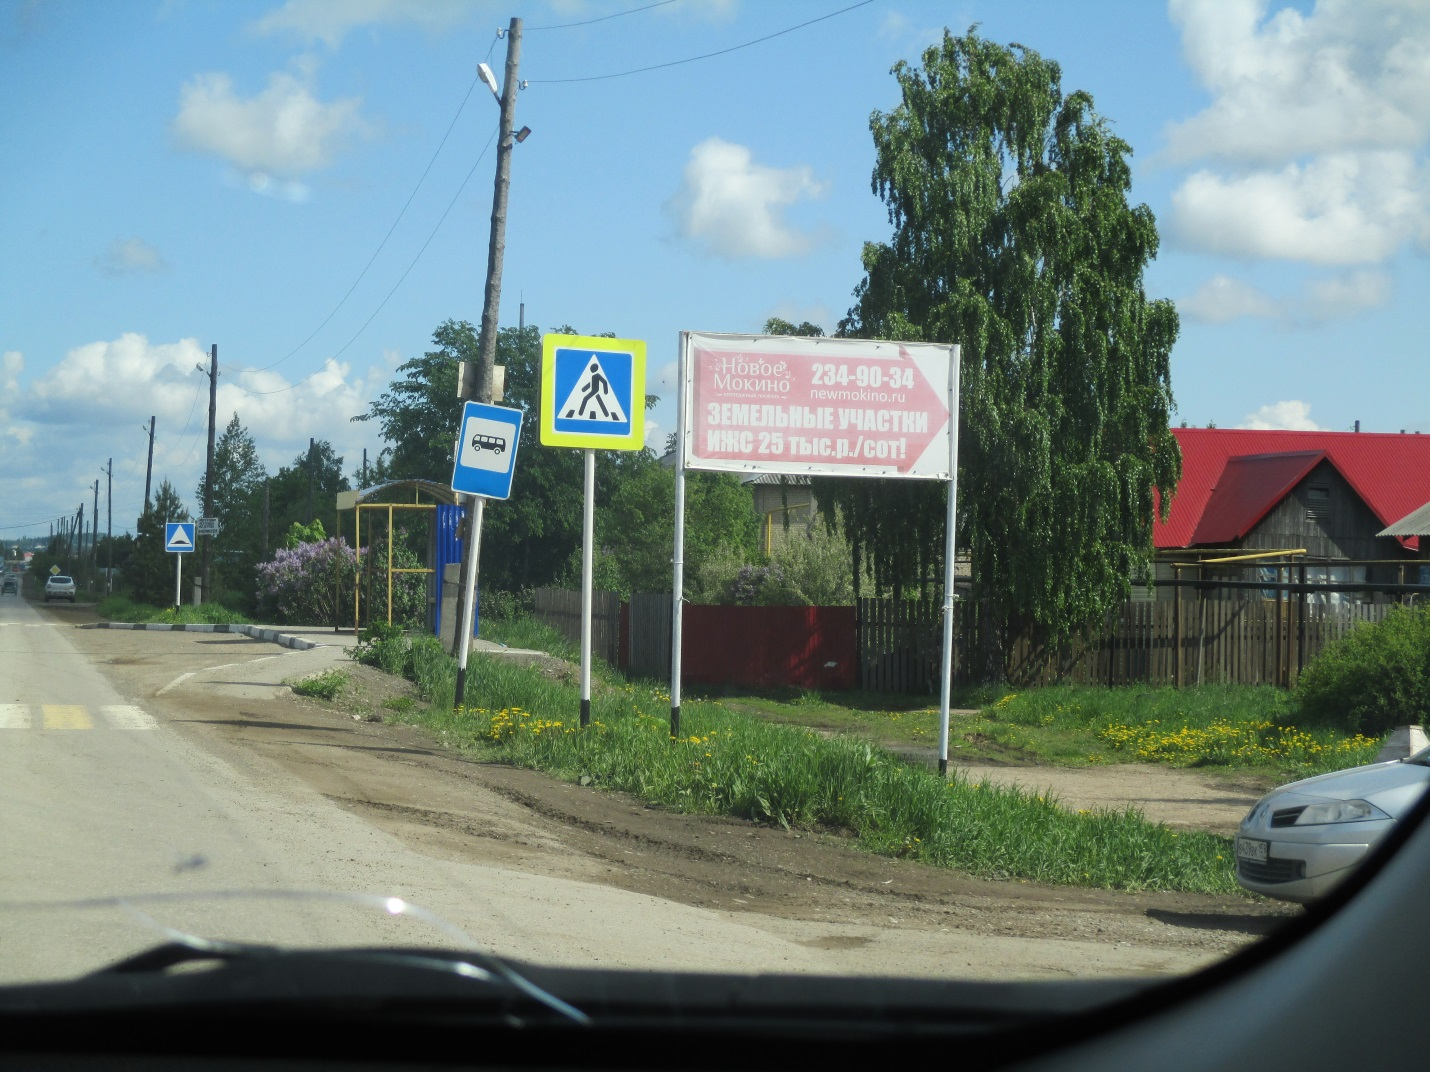 Новое
Мокино
234-90-34
newmokino.ru
ЗЕМЕЛЬНЫЕ УЧАСТКИ
ИЖС 25 тыс.р./сот!